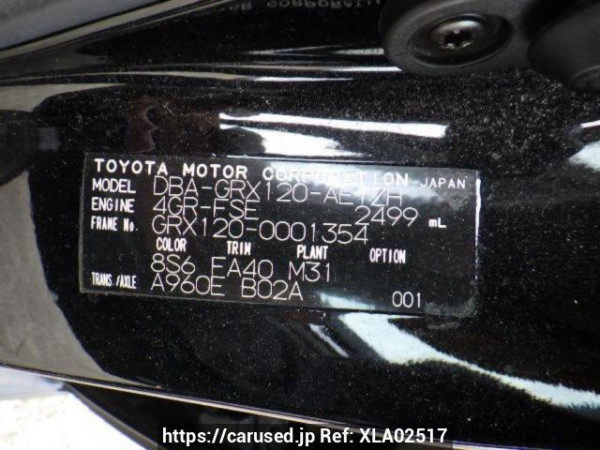 TOYOTA MOTOR CORPORATION JAPAN
MODEL DBA-GRX120-AETZH
ENGINE 4GR-FSE 2499 mL
FRAME No. GRX120-0001354
COLOR TRIM PLANT OPTION
8S6 EA40 M31
TRANS./AXLE A960E B02A 001
https://carused.jp Ref: XLA02517